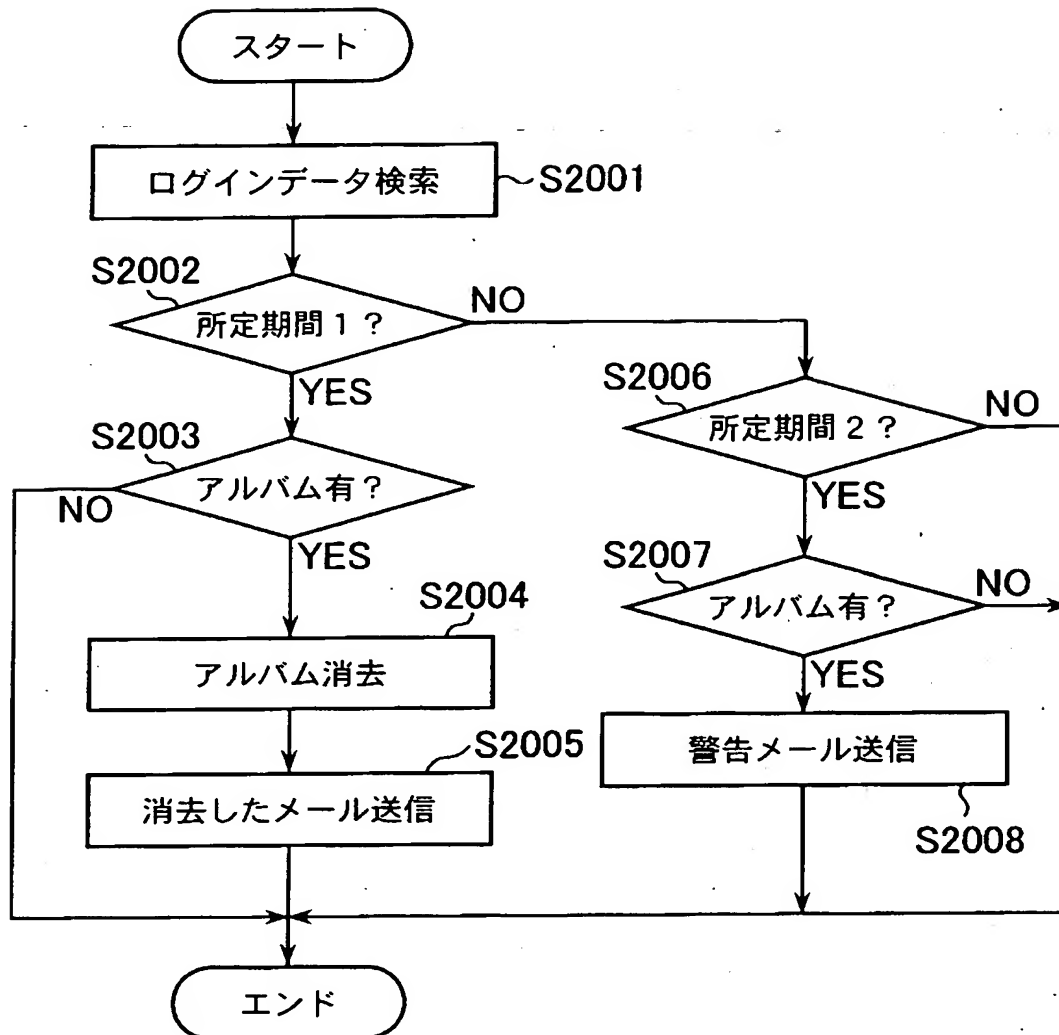 スタート
ログインデータ検索
S2001
S2002
所定期間1?
NO
YES
S2003
アルバム有?
NO
YES
S2004
アルバム消去
S2005
消去したメール送信
S2006
所定期間2?
NO
YES
S2007
アルバム有?
NO
YES
警告メール送信
S2008
エンド